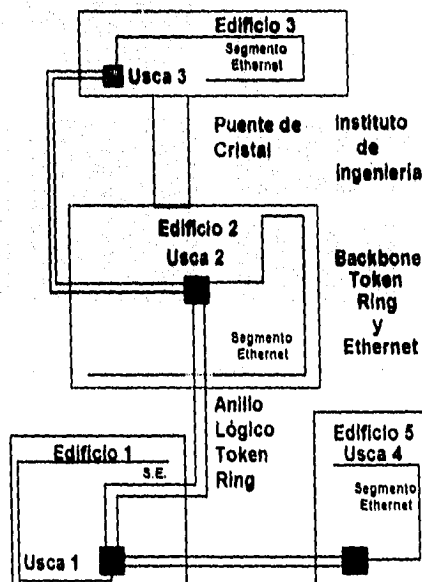 Edificio 3
Segmento
Ethernet
Usca 3
Puente de
Cristal
Instituto
de
Ingeniería
Edificio 2
Usca 2
Segmento
Ethernet
Backbone
Token
Ring
y
Ethernet
Anillo
Lógico
Token
Ring
Edificio 1
S.E.
Usca 1
Edificio 5
Usca 4
Segmento
Ethernet